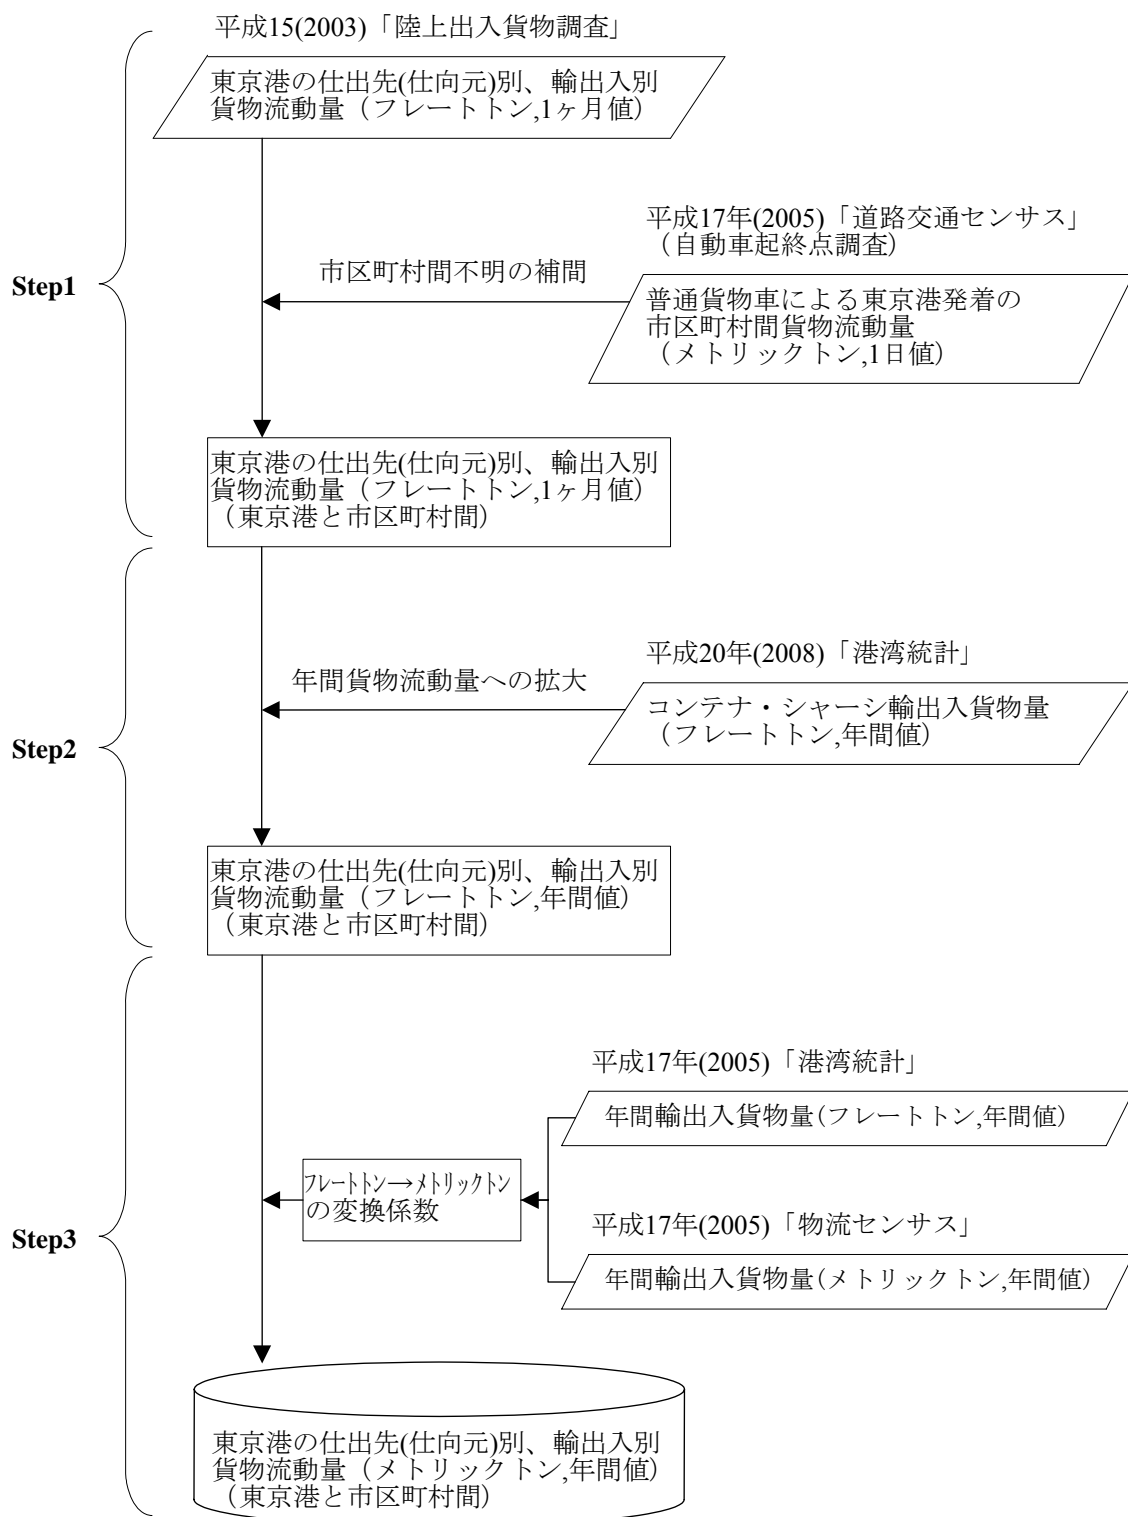 平成15(2003)「陸上出入貨物調査」
東京港の仕出先(仕向元)別、輸出入別
貨物流動量（フレートトン,1ヶ月値）
平成17年(2005)「道路交通センサス」
（自動車起終点調査）
市区町村間不明の補間
Step1
普通貨物車による東京港発着の
市区町村間貨物流動量
（メトリックトン,1日値）
東京港の仕出先(仕向元)別、輸出入別
貨物流動量（フレートトン,1ヶ月値）
（東京港と市区町村間）
平成20年(2008)「港湾統計」
年間貨物流動量への拡大
コンテナ・シャーシ輸出入貨物量
（フレートトン,年間値）
Step2
東京港の仕出先(仕向元)別、輸出入別
貨物流動量（フレートトン,年間値）
（東京港と市区町村間）
平成17年(2005)「港湾統計」
年間輸出入貨物量(フレートトン,年間値）
フレートトン→メトリックトン
の変換係数
平成17年(2005)「物流センサス」
Step3
年間輸出入貨物量(メトリックトン,年間値）
東京港の仕出先(仕向元)別、輸出入別
貨物流動量（メトリックトン,年間値）
（東京港と市区町村間）